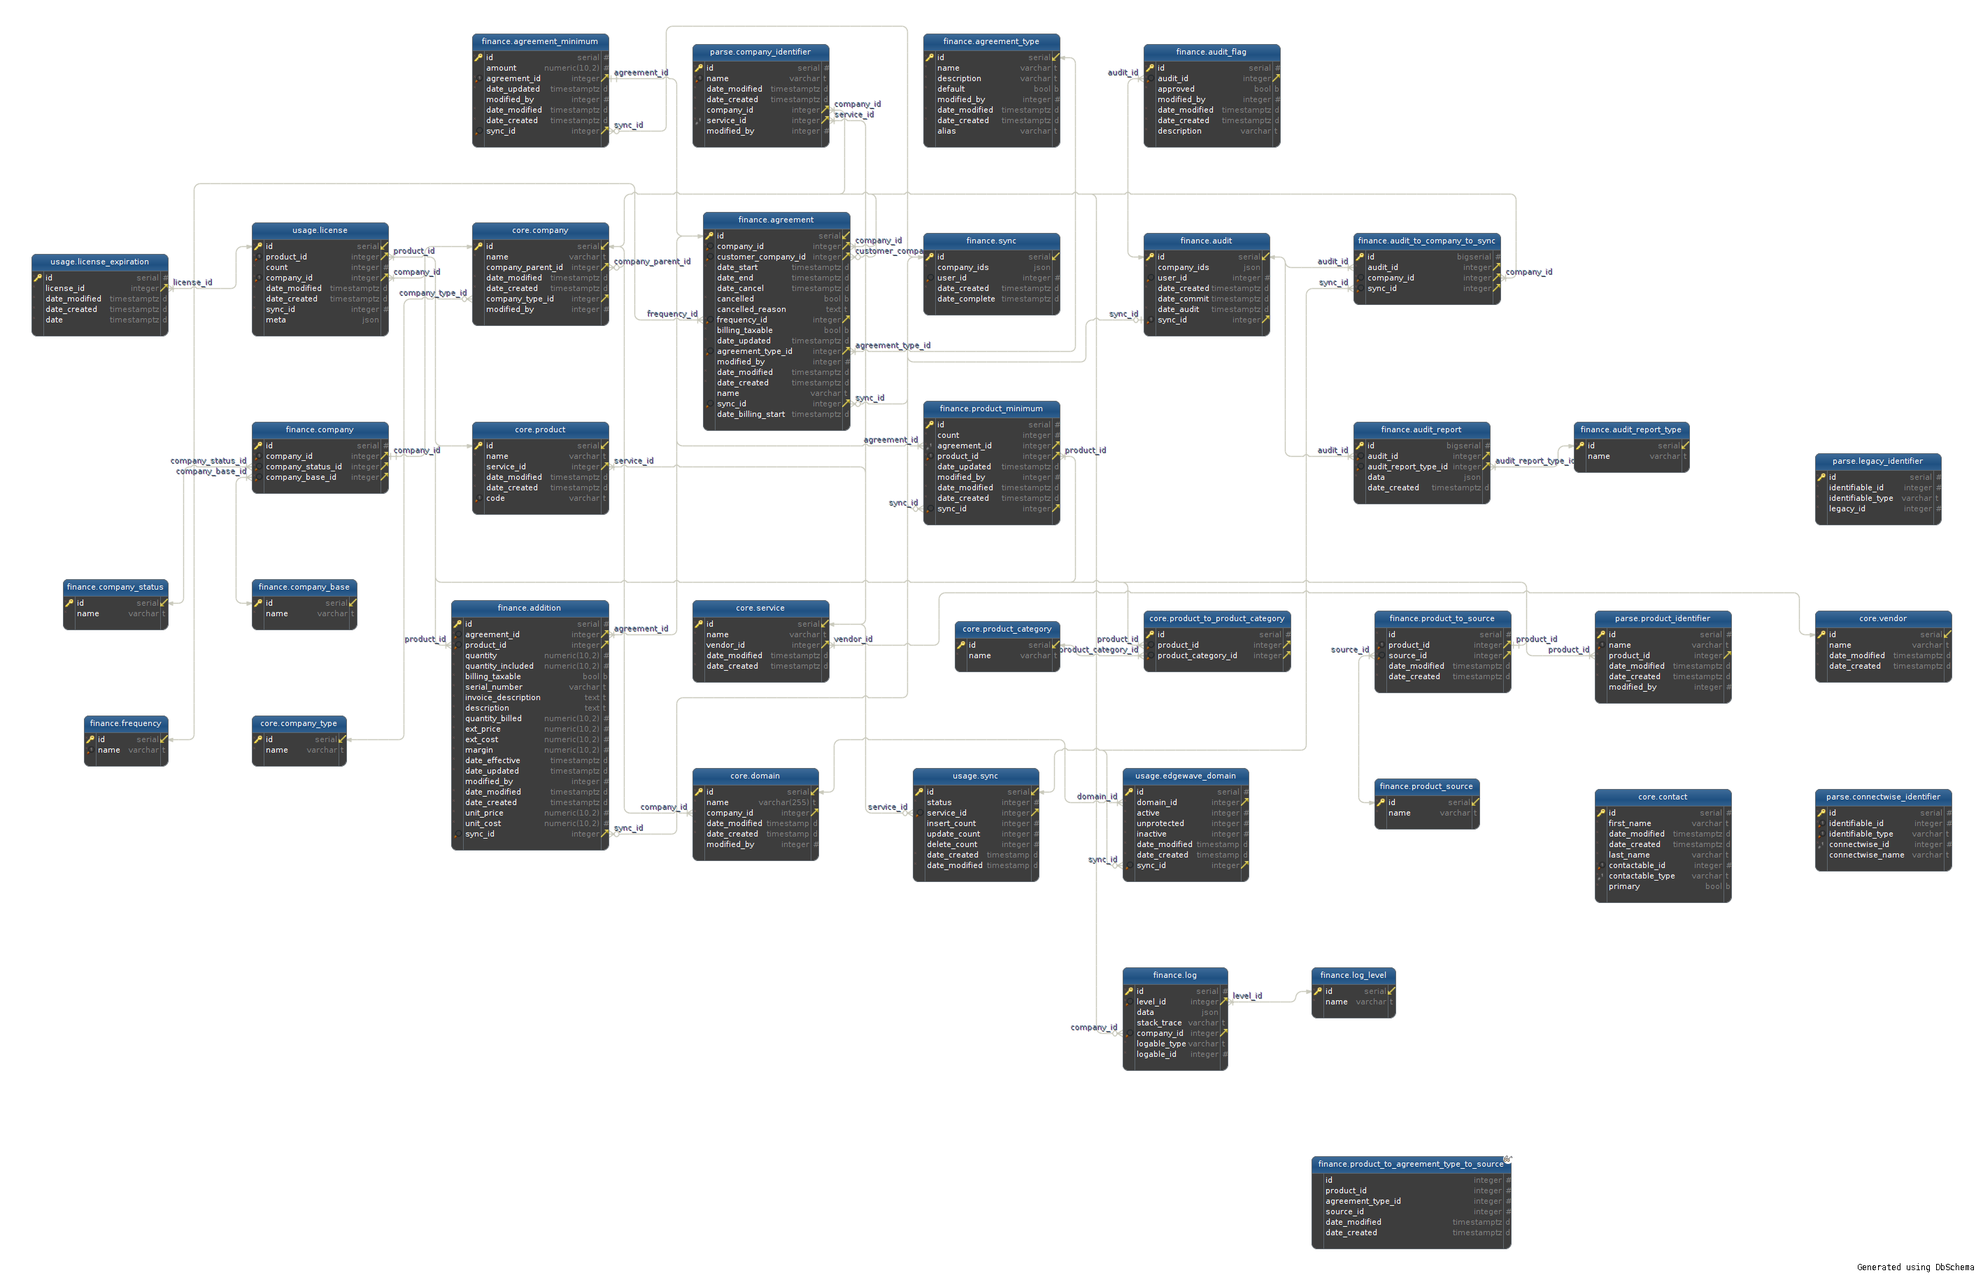 finance.agreement_minimum
id serial #
amount numeric(10,2) #
agreement_id integer
date_updated timestamptz d
modified_by integer #
date_modified timestamptz d
date_created timestamptz d
sync_id integer
agreement_id
sync_id
parse.company_identifier
id serial #
name varchar t
date_modified timestamptz d
date_created timestamptz d
company_id integer
service_id integer
modified_by integer #
company_id
service_id
finance.agreement_type
id serial
name varchar t
description varchar t
default bool b
modified_by integer #
date_modified timestamptz d
date_created timestamptz d
alias varchar t
finance.audit_flag
id serial #
audit_id integer
approved bool b
modified_by integer #
date_modified timestamptz d
date_created timestamptz d
description varchar t
audit_id
usage.license_expiration
id serial #
license_id integer
date_modified timestamptz d
date_created timestamptz d
date timestamptz d
license_id
usage.license
id serial
product_id integer
count integer #
company_id integer
date_modified timestamptz d
date_created timestamptz d
sync_id integer #
meta json
product_id
company_id
core.company
id serial
name varchar t
company_parent_id integer
date_modified timestamptz d
date_created timestamptz d
company_type_id integer
modified_by integer #
company_parent_id
company_type_id
finance.agreement
id serial
company_id integer
customer_company_id integer
date_start timestamptz d
date_end timestamptz d
date_cancel timestamptz d
cancelled bool b
cancelled_reason text t
frequency_id integer
billing_taxable bool b
date_updated timestamptz d
agreement_type_id integer
modified_by integer #
date_modified timestamptz d
date_created timestamptz d
name varchar t
sync_id integer
date_billing_start timestamptz d
company_id
customer_compa
frequency_id
agreement_type_id
sync_id
finance.sync
id serial
company_ids json
user_id integer #
date_created timestamptz d
date_complete timestamptz d
finance.audit
id serial
company_ids json
user_id integer #
date_created timestamptz d
date_commit timestamptz d
date_audit timestamptz d
sync_id integer
sync_id
finance.audit_to_company_to_sync
id bigserial #
audit_id integer
company_id integer
sync_id integer
audit_id
company_id
sync_id
finance.company
id serial #
company_id integer
company_status_id integer
company_base_id integer
company_id
company_status_id
company_base_id
core.product
id serial
name varchar t
service_id integer
date_modified timestamptz d
date_created timestamptz d
code varchar t
service_id
finance.product_minimum
id serial #
count integer #
agreement_id integer
product_id integer
date_updated timestamptz d
modified_by integer #
date_modified timestamptz d
date_created timestamptz d
sync_id integer
agreement_id
product_id
sync_id
finance.audit_report
id bigserial #
audit_id integer
audit_report_type_id integer
data json
date_created timestamptz d
audit_id
audit_report_type_id
finance.audit_report_type
id serial
name varchar t
parse.legacy_identifier
id serial #
identifiable_id integer #
identifiable_type varchar t
legacy_id integer #
finance.company_status
id serial
name varchar t
finance.company_base
id serial
name varchar t
finance.addition
id serial #
agreement_id integer
product_id integer
quantity numeric(10,2) #
quantity_included numeric(10,2) #
billing_taxable bool b
serial_number varchar t
invoice_description text t
description text t
quantity_billed numeric(10,2) #
ext_price numeric(10,2) #
ext_cost numeric(10,2) #
margin numeric(10,2) #
date_effective timestamptz d
date_updated timestamptz d
modified_by integer #
date_modified timestamptz d
date_created timestamptz d
unit_price numeric(10,2) #
unit_cost numeric(10,2) #
sync_id integer
agreement_id
product_id
sync_id
core.service
id serial
name varchar t
vendor_id integer
date_modified timestamptz d
date_created timestamptz d
vendor_id
core.product_category
id serial
name varchar t
core.product_to_product_category
id serial #
product_id integer
product_category_id integer
product_id
product_category_id
finance.product_to_source
id serial #
product_id integer
source_id integer
date_modified timestamptz d
date_created timestamptz d
source_id
product_id
parse.product_identifier
id serial #
name varchar t
product_id integer
date_modified timestamptz d
date_created timestamptz d
modified_by integer #
product_id
core.vendor
id serial
name varchar t
date_modified timestamptz d
date_created timestamptz d
finance.frequency
id serial
name varchar t
core.company_type
id serial
name varchar t
core.domain
id serial
name varchar(255) t
company_id integer
date_modified timestamp d
date_created timestamp d
modified_by integer #
company_id
usage.sync
id serial
status integer #
service_id integer
insert_count integer #
update_count integer #
delete_count integer #
date_created timestamp d
date_modified timestamp d
service_id
usage.edgewave_domain
id serial #
domain_id integer
active integer #
unprotected integer #
inactive integer #
date_modified timestamp d
date_created timestamp d
sync_id integer
domain_id
sync_id
finance.product_source
id serial
name varchar t
core.contact
id serial #
first_name varchar t
date_modified timestamptz d
date_created timestamptz d
last_name varchar t
contactable_id integer #
contactable_type varchar t
primary bool b
parse.connectwise_identifier
id serial #
identifiable_id integer #
identifiable_type varchar t
connectwise_id integer #
connectwise_name varchar t
finance.log
id serial #
level_id integer
data json
stack_trace varchar t
company_id integer
logable_type varchar t
logable_id integer #
level_id
company_id
finance.log_level
id serial
name varchar t
finance.product_to_agreement_type_to_source
id integer #
product_id integer #
agreement_type_id integer #
source_id integer #
date_modified timestamptz d
date_created timestamptz d
Generated using DbSchema